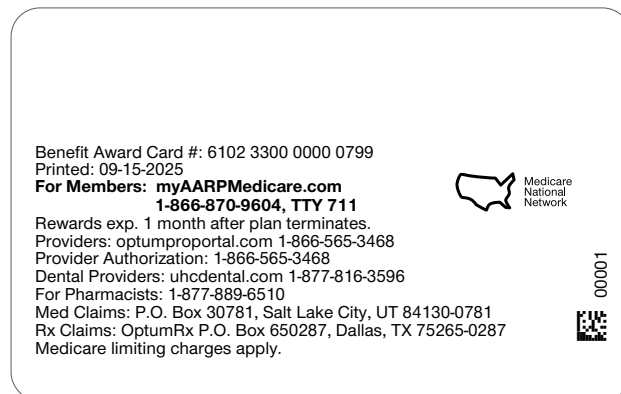 Benefit Award Card #: 6102 3300 0000 0799
Printed: 09-15-2025
For Members: myAARPMedicare.com
1-866-870-9604, TTY 711
Rewards exp. 1 month after plan terminates.
Providers: optumproportal.com 1-866-565-3468
Provider Authorization: 1-866-565-3468
Dental Providers: uhcdental.com 1-877-816-3596
For Pharmacists: 1-877-889-6510
Med Claims: P.O. Box 30781, Salt Lake City, UT 84130-0781
Rx Claims: OptumRx P.O. Box 650287, Dallas, TX 75265-0287
Medicare limiting charges apply.
Medicare
National
Network
00001